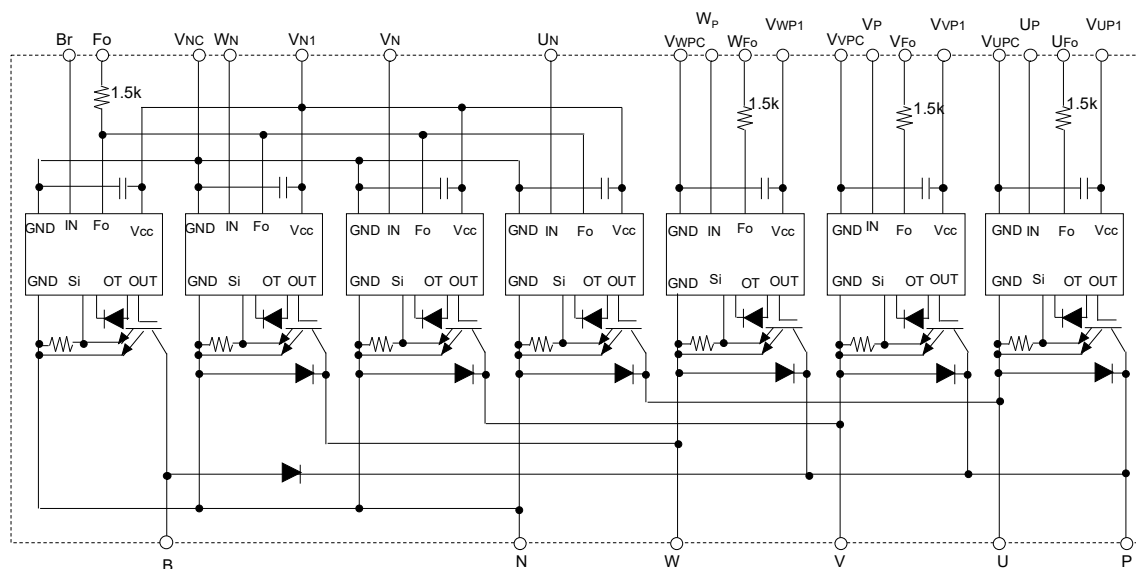 Br Fo VNC WN VN1 VN UN VWPC WP WFo VWP1 VVPC VP VFo VVP1 VUPC UP UFo VUP1
1.5k 1.5k 1.5k 1.5k
GND IN Fo Vcc GND IN Fo Vcc GND IN Fo Vcc GND IN Fo Vcc GND IN Fo Vcc GND IN Fo Vcc GND IN Fo Vcc
GND Si OT OUT GND Si OT OUT GND Si OT OUT GND Si OT OUT GND Si OT OUT GND Si OT OUT GND Si OT OUT
B N W V U P